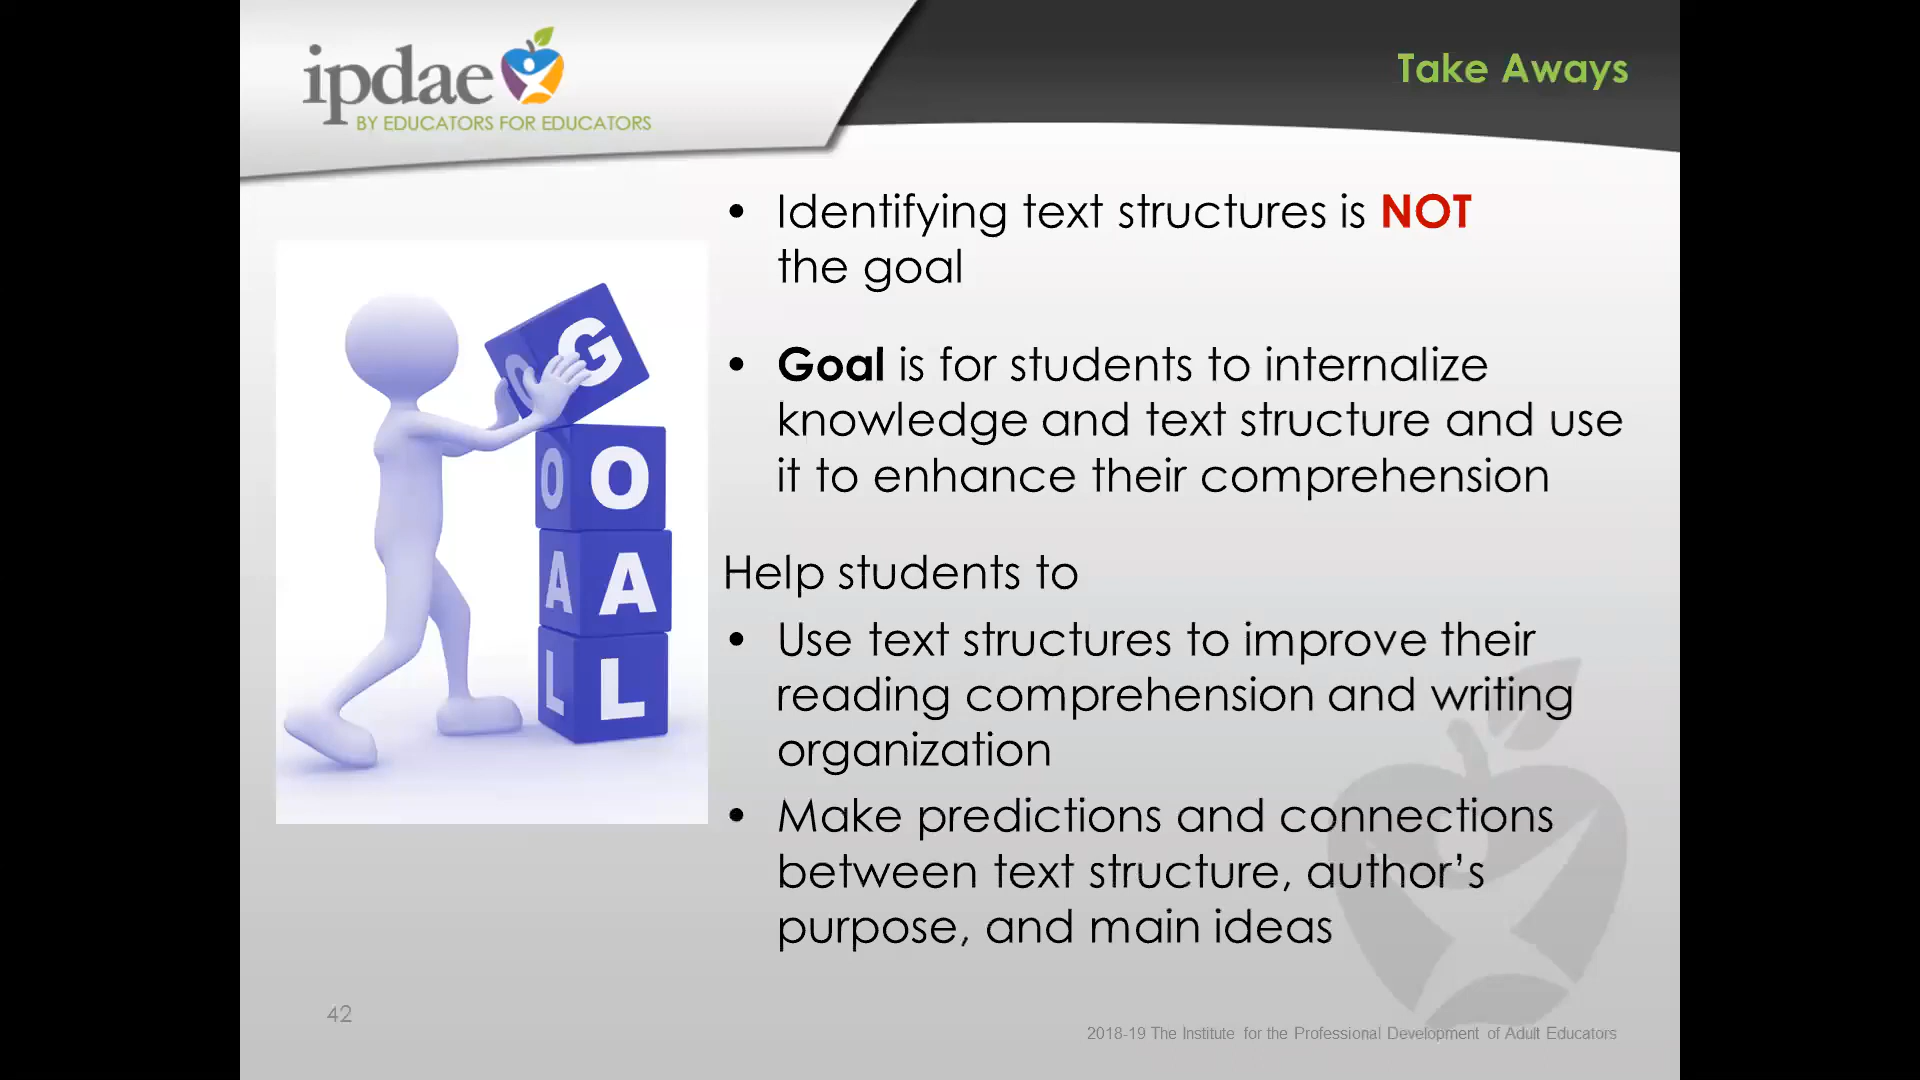 ipdae
BY EDUCATORS FOR EDUCATORS
Take Aways
• Identifying text structures is NOT
the goal
• Goal is for students to internalize
knowledge and text structure and use
it to enhance their comprehension
Help students to
• Use text structures to improve their
reading comprehension and writing
organization
• Make predictions and connections
between text structure, author’s
purpose, and main ideas
G G
O O
A A
L L
42
2018-19 The Institute for the Professional Development of Adult Educators